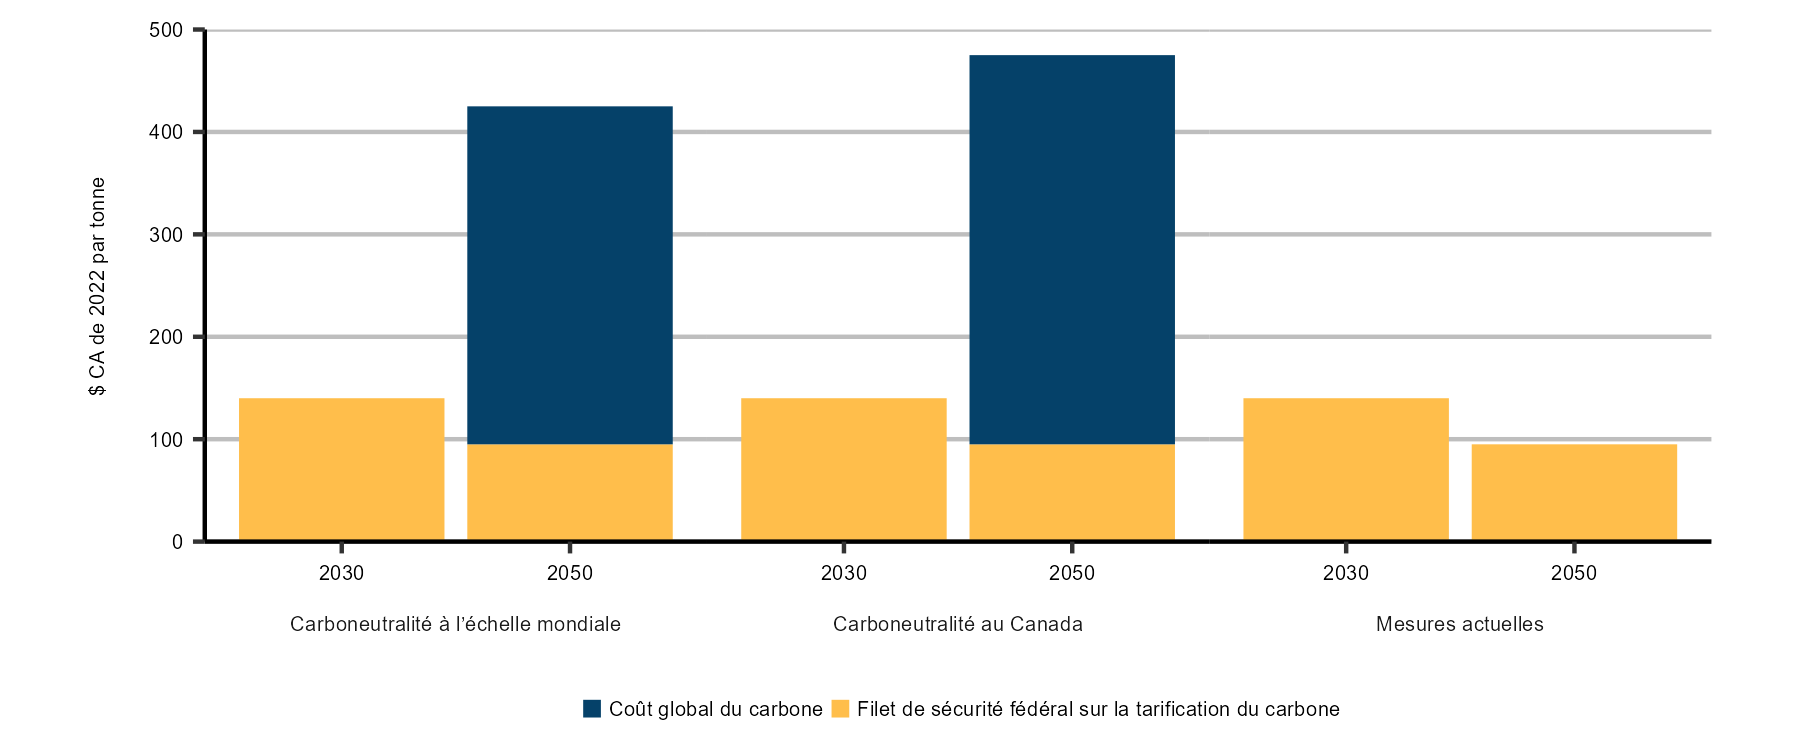 500
400
300
200
100
0
$ CA de 2022 par tonne
2030 2050 2030 2050 2030 2050
Carboneutralité à l’échelle mondiale Carboneutralité au Canada Mesures actuelles
Coût global du carbone Filet de sécurité fédéral sur la tarification du carbone